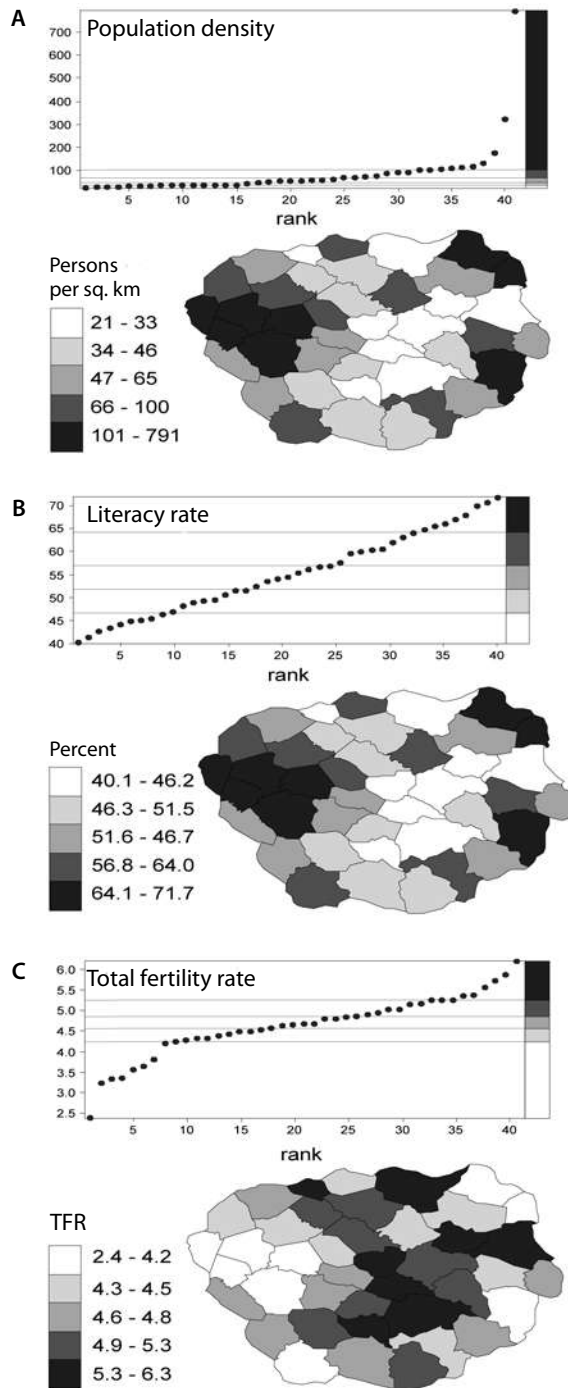 A
Population density
700
600
500
400
300
200
100
5 10 15 20 25 30 35 40
rank
Persons
per sq. km
21 - 33
34 - 46
47 - 65
66 - 100
101 - 791
B
Literacy rate
70
65
60
55
50
45
40
5 10 15 20 25 30 35 40
rank
Percent
40.1 - 46.2
46.3 - 51.5
51.6 - 46.7
56.8 - 64.0
64.1 - 71.7
C
Total fertility rate
6.0
5.5
5.0
4.5
4.0
3.5
3.0
2.5
5 10 15 20 25 30 35 40
rank
TFR
2.4 - 4.2
4.3 - 4.5
4.6 - 4.8
4.9 - 5.3
5.3 - 6.3